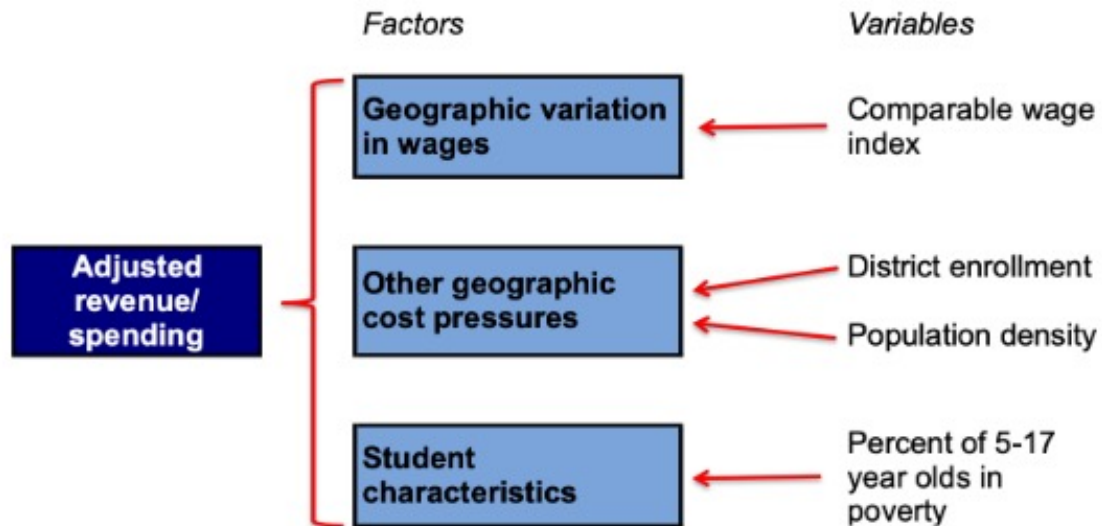 Factors
Variables
Geographic variation
in wages
Comparable wage
index
Adjusted
revenue/
spending
Other geographic
cost pressures
District enrollment
Population density
Student
characteristics
Percent of 5-17
year olds in
poverty